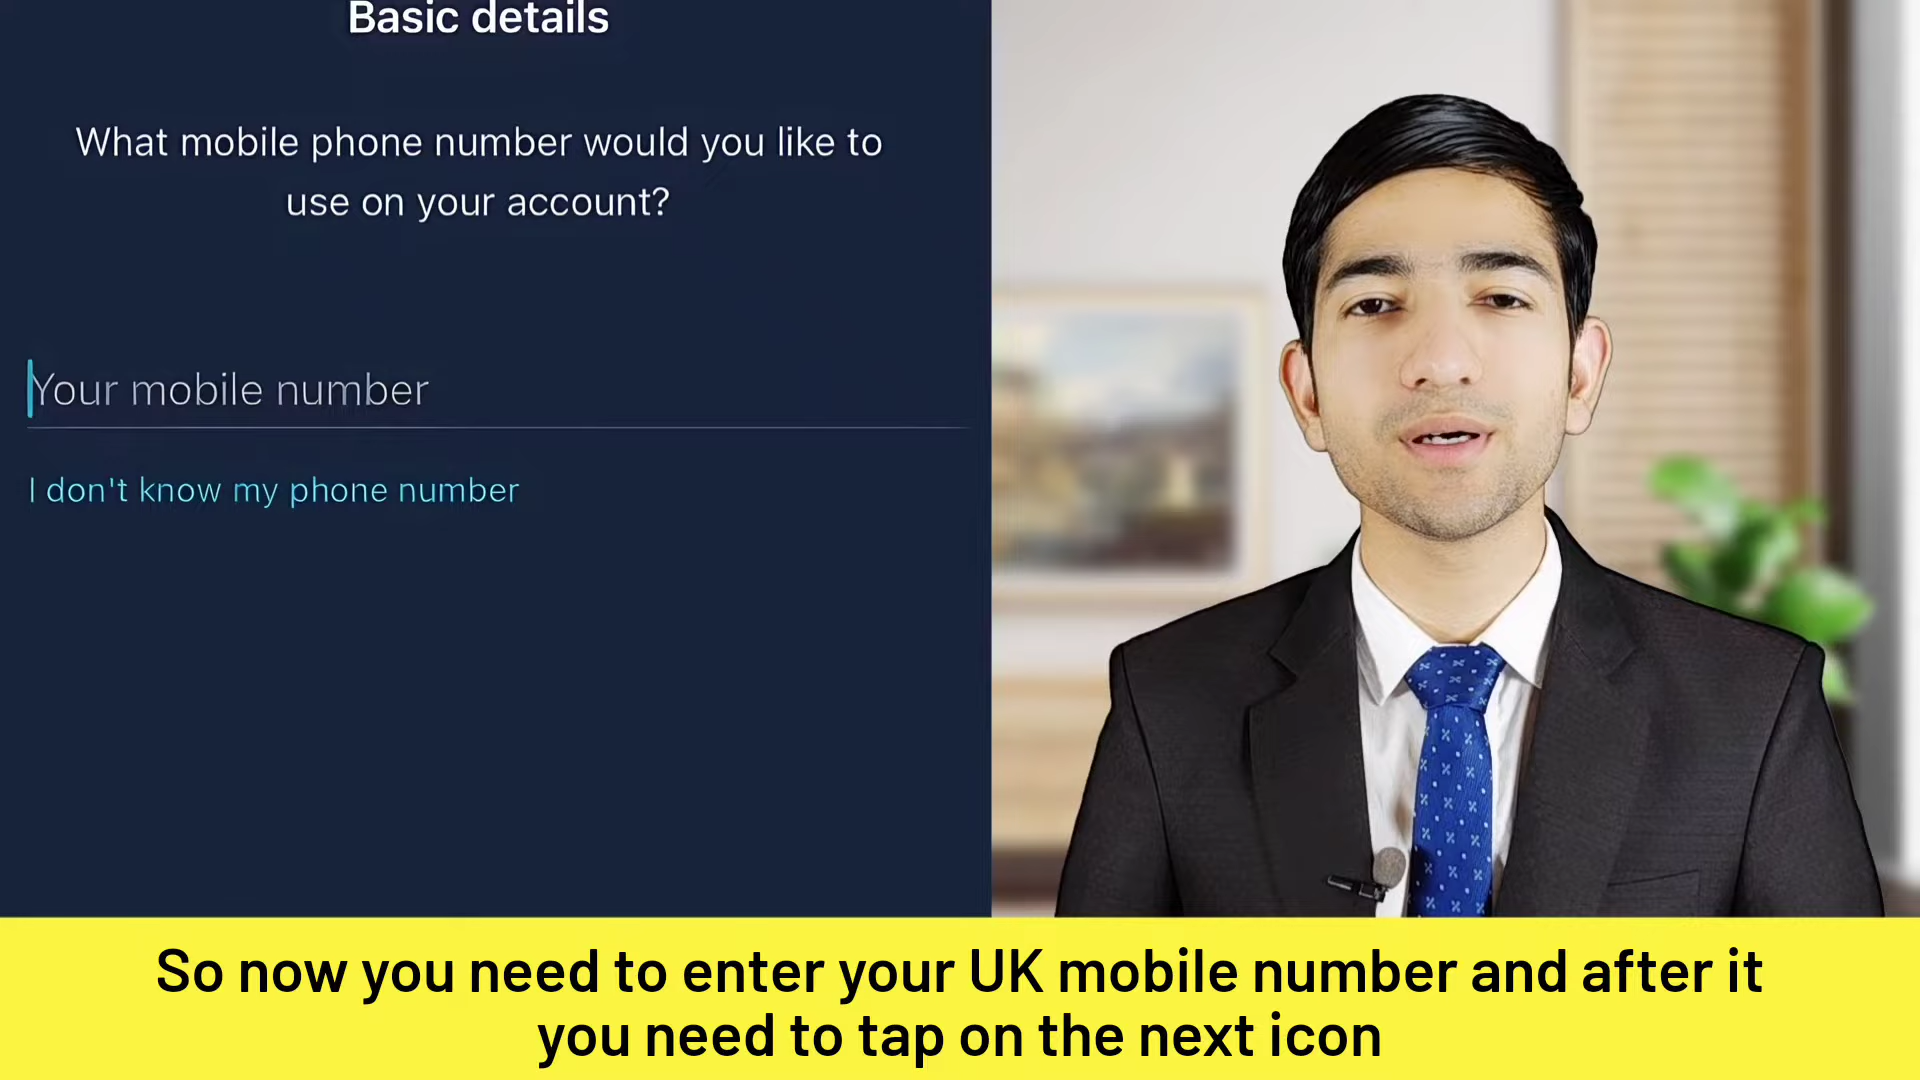 Basic details
What mobile phone number would you like to
use on your account?
Your mobile number
I don't know my phone number
So now you need to enter your UK mobile number and after it
you need to tap on the next icon